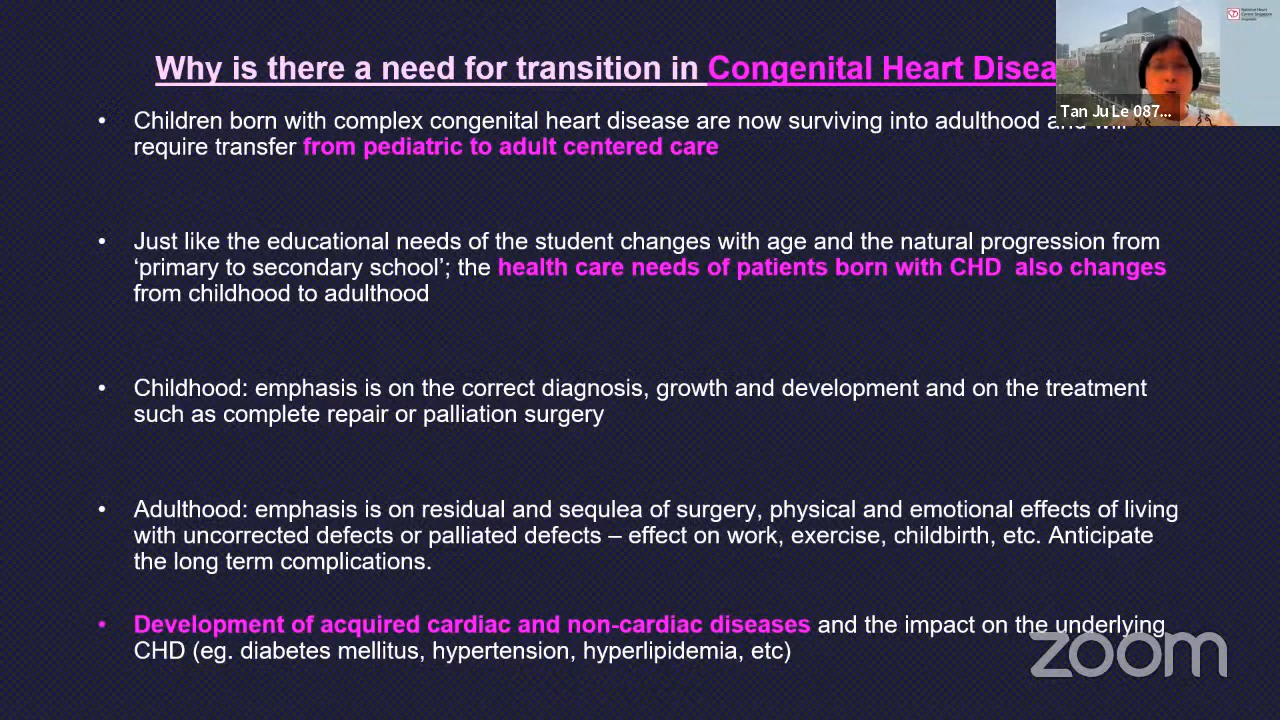 Why is there a need for transition in Congenital Heart Disea
• Children born with complex congenital heart disease are now surviving into adulthood and will
require transfer from pediatric to adult centered care
• Just like the educational needs of the student changes with age and the natural progression from
‘primary to secondary school’; the health care needs of patients born with CHD also changes
from childhood to adulthood
• Childhood: emphasis is on the correct diagnosis, growth and development and on the treatment
such as complete repair or palliation surgery
• Adulthood: emphasis is on residual and sequlea of surgery, physical and emotional effects of living
with uncorrected defects or palliated defects – effect on work, exercise, childbirth, etc. Anticipate
the long term complications.
• Development of acquired cardiac and non-cardiac diseases and the impact on the underlying
CHD (eg. diabetes mellitus, hypertension, hyperlipidemia, etc)
National Heart
Centre Singapore
Tan Ju Le 087...
zoom